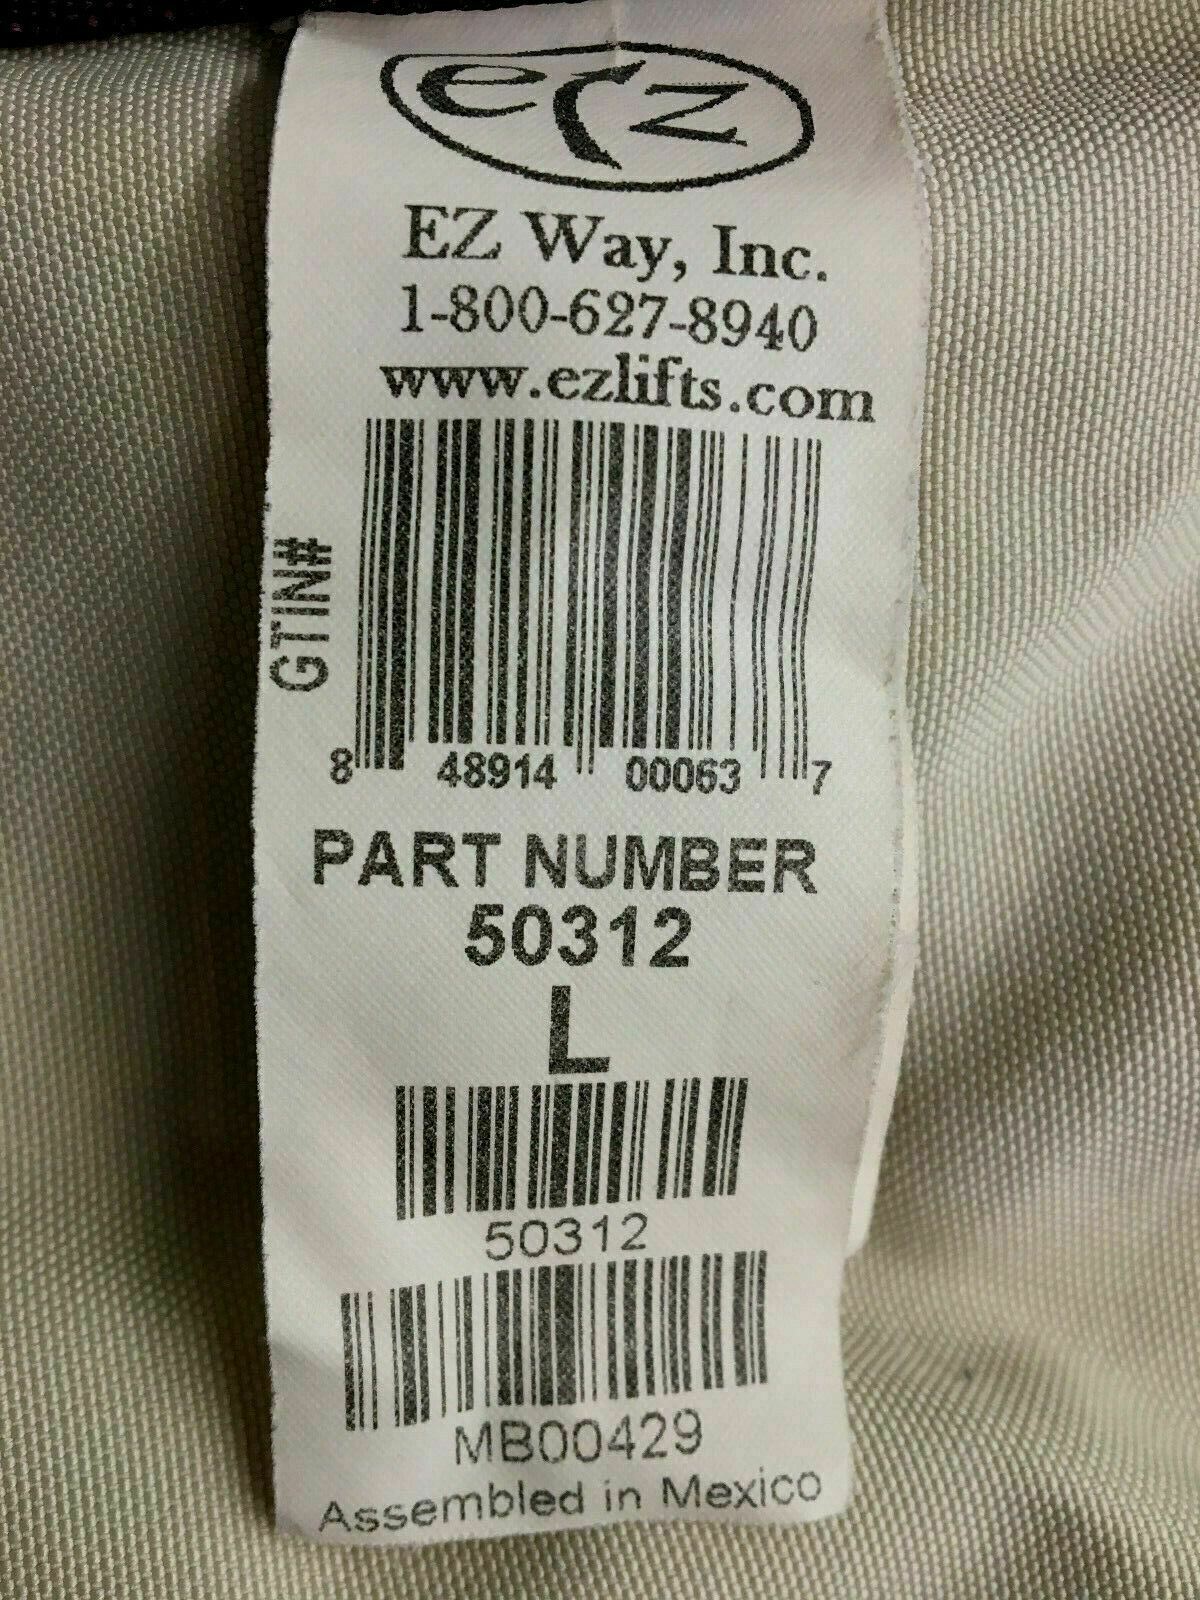 ez
EZ Way, Inc.
1-800-627-8940
www.ezlifts.com
GTIN#
8 48914 00063 7
PART NUMBER
50312
L
50312
MB00429
Assembled in Mexico